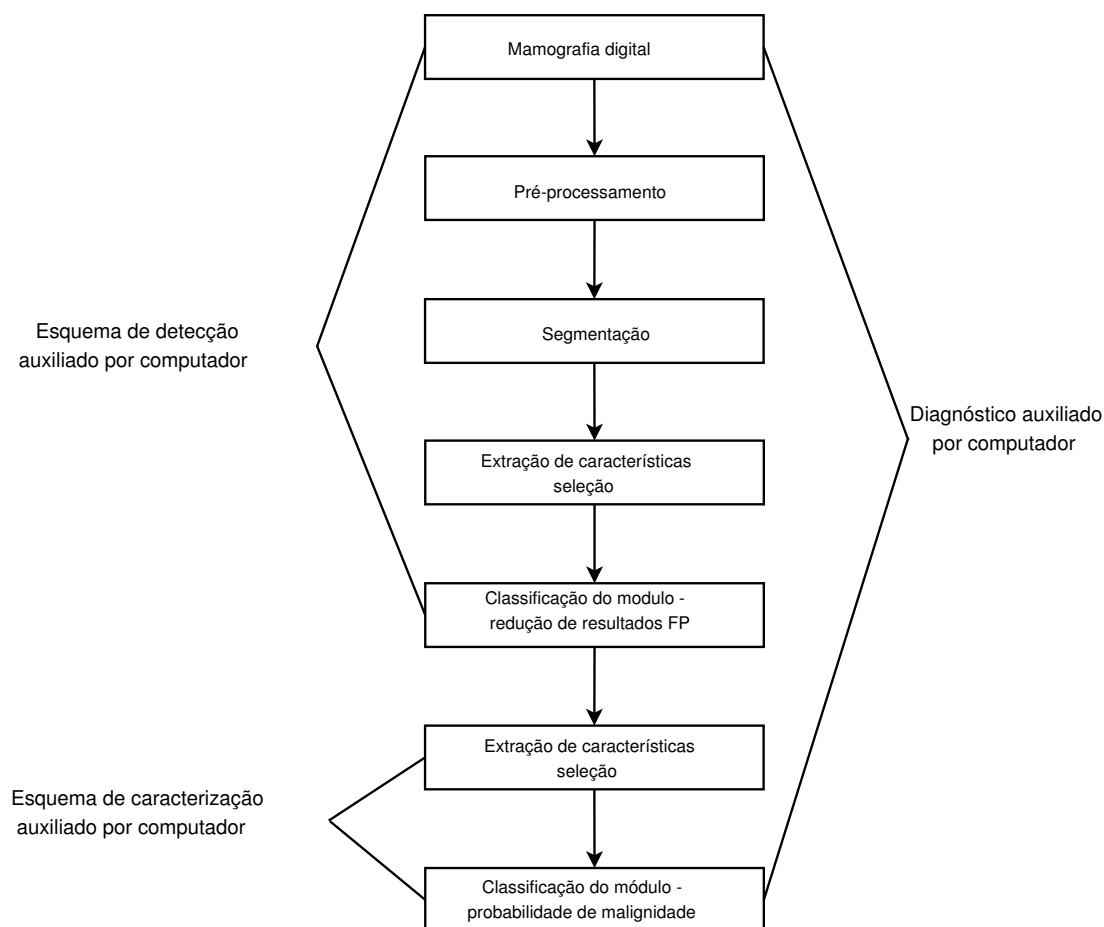 Mamografia digital
Pré-processamento
Segmentação
Esquema de detecção
auxiliado por computador
Diagnóstico auxiliado
por computador
Extração de característícas
seleção
Classificação do modulo -
redução de resultados FP
Extração de característícas
seleção
Esquema de caracterização
auxiliado por computador
Classificação do módulo -
probabilidade de malignidade